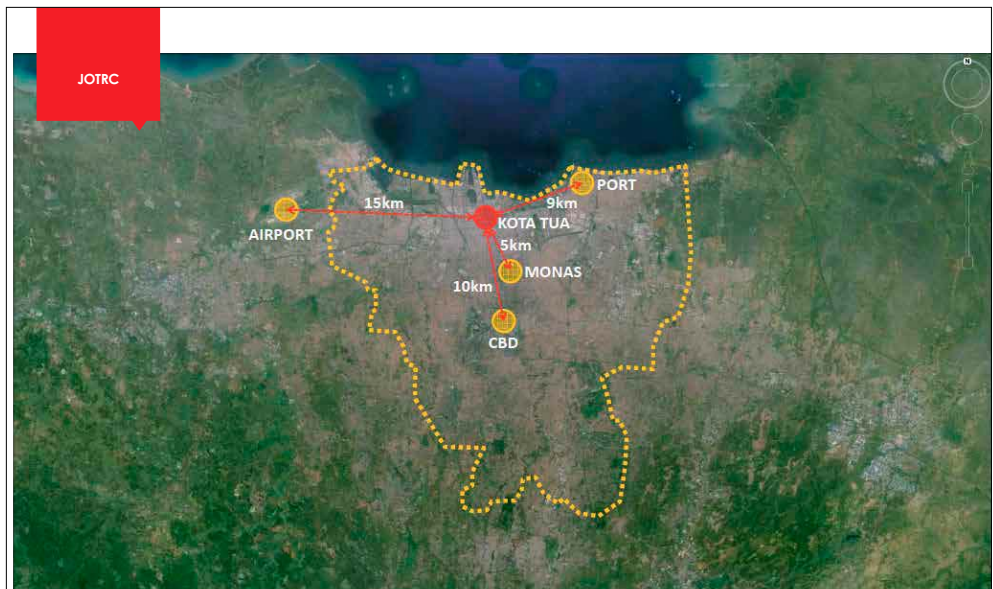 JOTRC
N
PORT
15km
9km
KOTA TUA
AIRPORT
5km
MONAS
10km
CBD